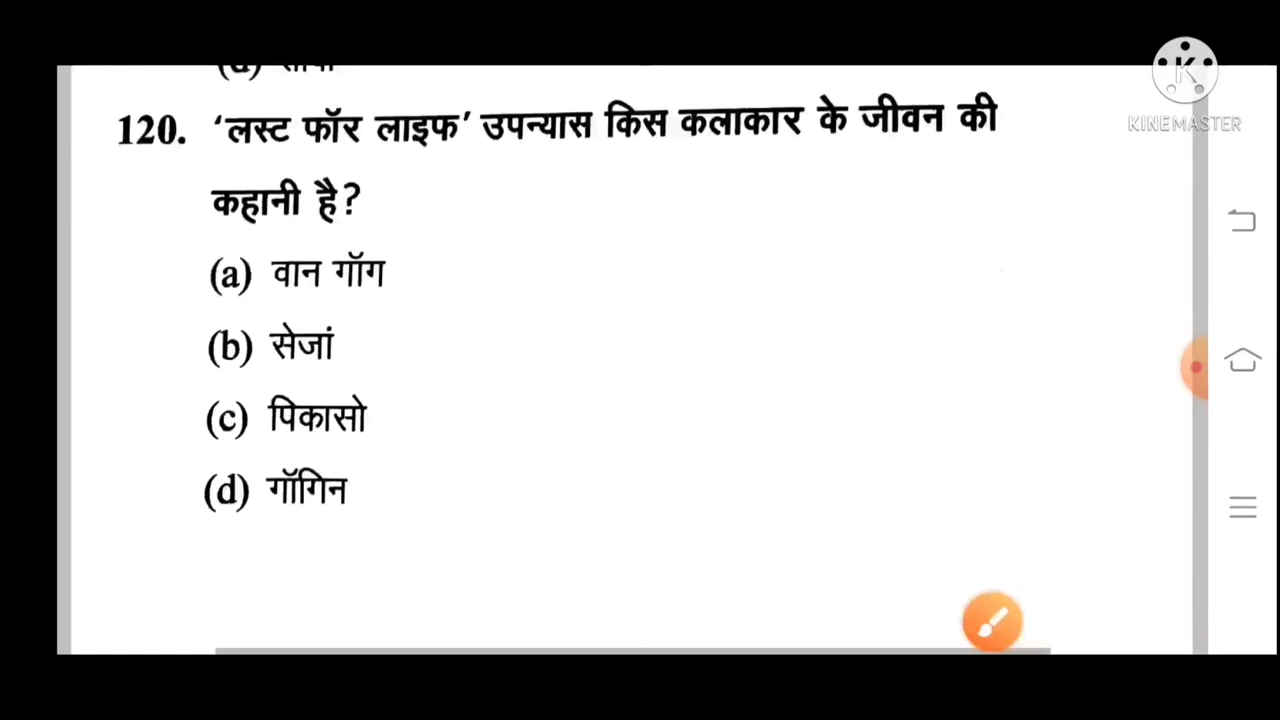 120. ‘लस्ट फॉर लाइफ’ उपन्यास किस कलाकार के जीवन की
कहानी है?
(a) वान गॉग
(b) सेजां
(c) पिकासो
(d) गॉगिन
KINEMASTER